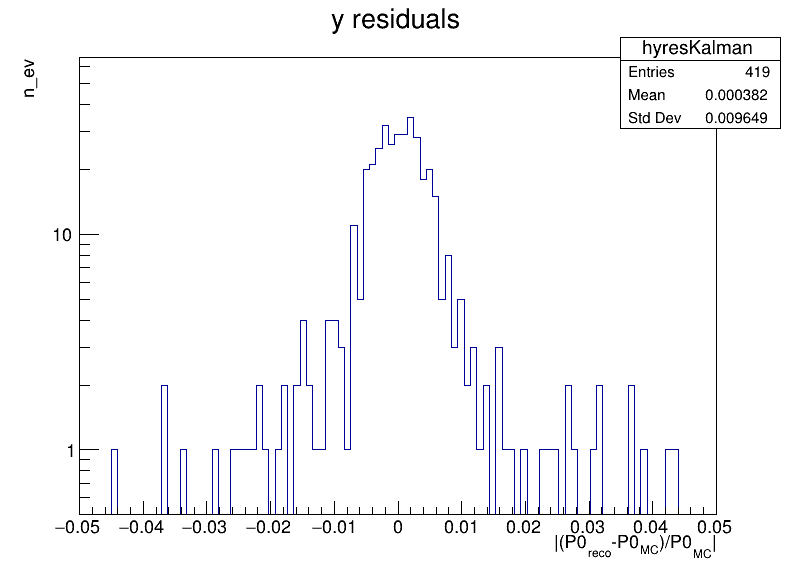 y residuals
hyresKalman
Entries 419
Mean 0.000382
Std Dev 0.009649
n_ev
10
1
−0.05 −0.04 −0.03 −0.02 −0.01 0 0.01 0.02 0.03 0.04 0.05
|(P0reco-P0MC)/P0MC|